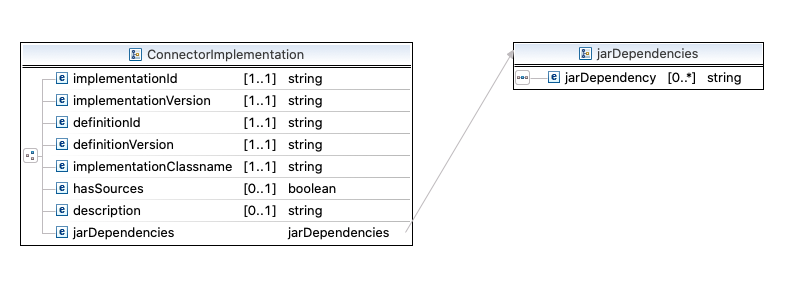 ConnectorImplementation
implementationId [1..1] string
implementationVersion [1..1] string
definitionId [1..1] string
definitionVersion [1..1] string
implementationClassname [1..1] string
hasSources [0..1] boolean
description [0..1] string
jarDependencies jarDependencies
jarDependencies
jarDependency [0..*] string